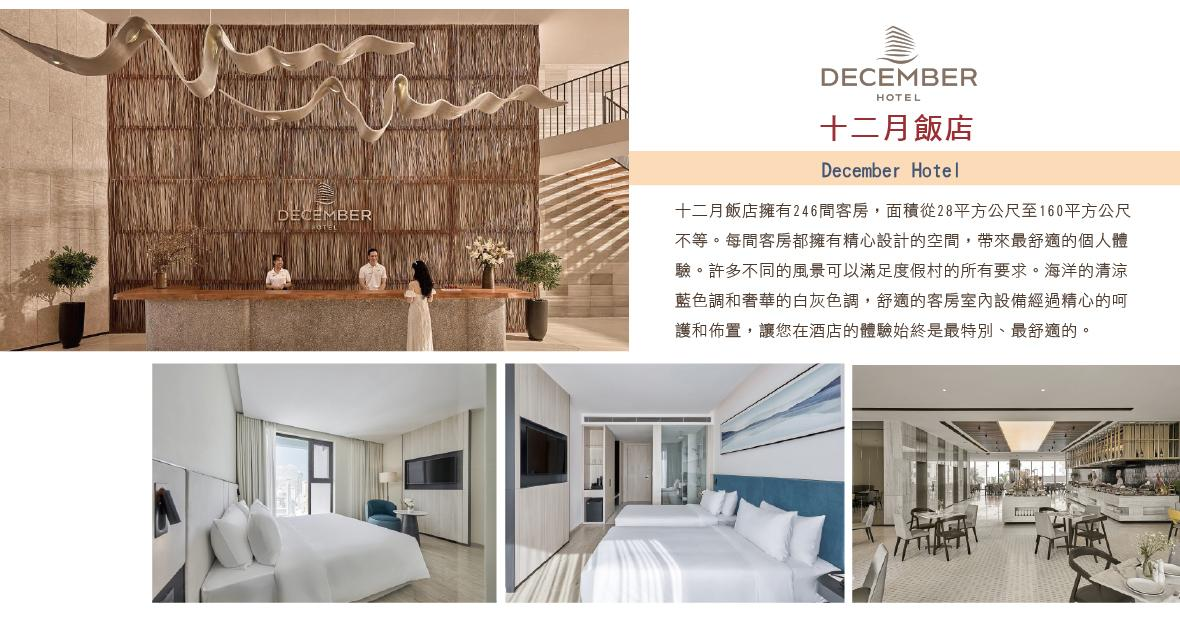 DECEMBER
HOTEL
DECEMBER
HOTEL
十二月飯店
December Hotel
十二月飯店擁有246間客房，面積從28平方公尺至160平方公尺
不等。每間客房都擁有精心設計的空間，帶來最舒適的個人體
驗。許多不同的風景可以滿足度假村的所有要求。海洋的清涼
藍色調和奢華的白灰色調，舒適的客房室內設備經過精心的呵
護和佈置，讓您在酒店的體驗始終是最特別、最舒適的。